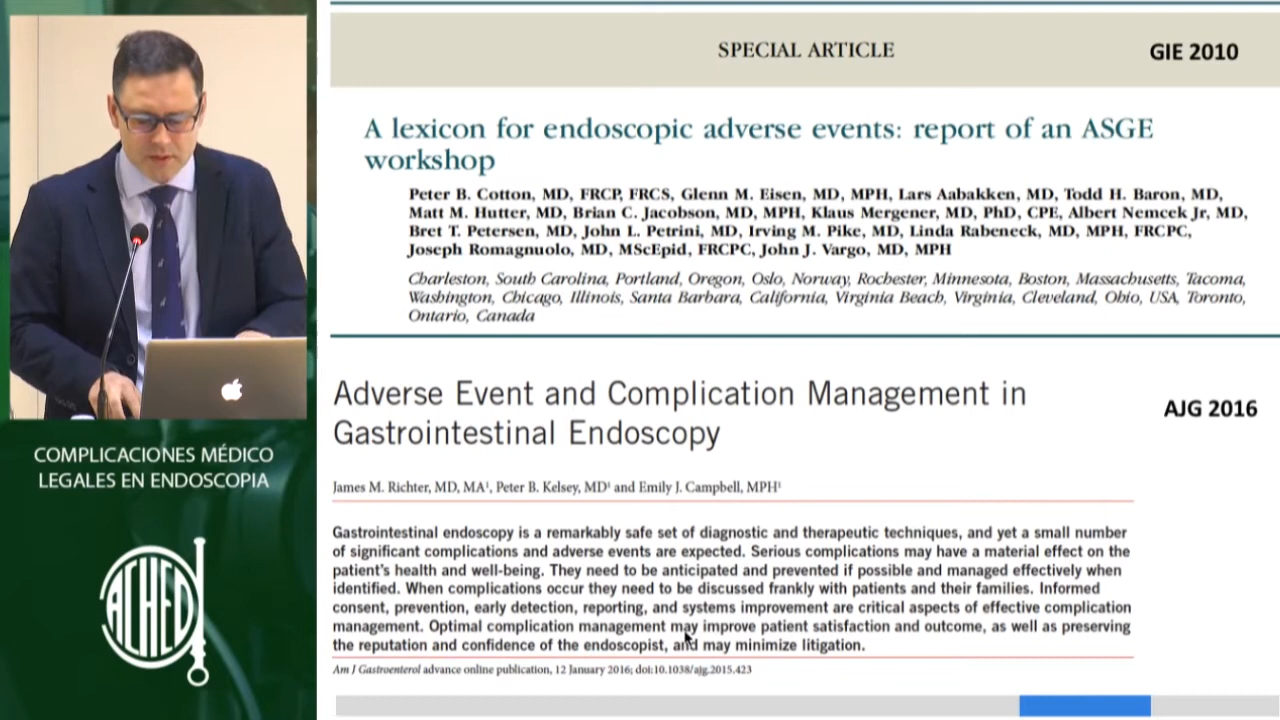 SPECIAL ARTICLE
GIE 2010
A lexicon for endoscopic adverse events: report of an ASGE
workshop
Peter B. Cotton, MD, FRCP, FRCS, Glenn M. Eisen, MD, MPH, Lars Aabakken, MD, Todd H. Baron, MD,
Matt M. Hutter, MD, Brian C. Jacobson, MD, MPH, Klaus Mergener, MD, PhD, CPE, Albert Nemcek Jr, MD,
Bret T. Petersen, MD, John L. Petrini, MD, Irving M. Pike, MD, Linda Rabeneck, MD, MPH, FRCPC,
Joseph Romagnuolo, MD, MScEpid, FRCPC, John J. Vargo, MD, MPH
Charleston, South Carolina, Portland, Oregon, Oslo, Norway, Rochester, Minnesota, Boston, Massachusetts, Tacoma,
Washington, Chicago, Illinois, Santa Barbara, California, Virginia Beach, Virginia, Cleveland, Ohio, USA, Toronto,
Ontario, Canada
Adverse Event and Complication Management in
Gastrointestinal Endoscopy
AJG 2016
James M. Richter, MD, MA¹, Peter B. Kelsey, MD¹ and Emily J. Campbell, MPH¹
Gastrointestinal endoscopy is a remarkably safe set of diagnostic and therapeutic techniques, and yet a small number
of significant complications and adverse events are expected. Serious complications may have a material effect on the
patient's health and well-being. They need to be anticipated and prevented if possible and managed effectively when
identified. When complications occur they need to be discussed frankly with patients and their families. Informed
consent, prevention, early detection, reporting, and systems improvement are critical aspects of effective complication
management. Optimal complication management may improve patient satisfaction and outcome, as well as preserving
the reputation and confidence of the endoscopist, and may minimize litigation.
Am J Gastroenterol advance online publication, 12 January 2016; doi:10.1038/ajg.2015.423
COMPLICACIONES MÉDICO
LEGALES EN ENDOSCOPIA
ACHED